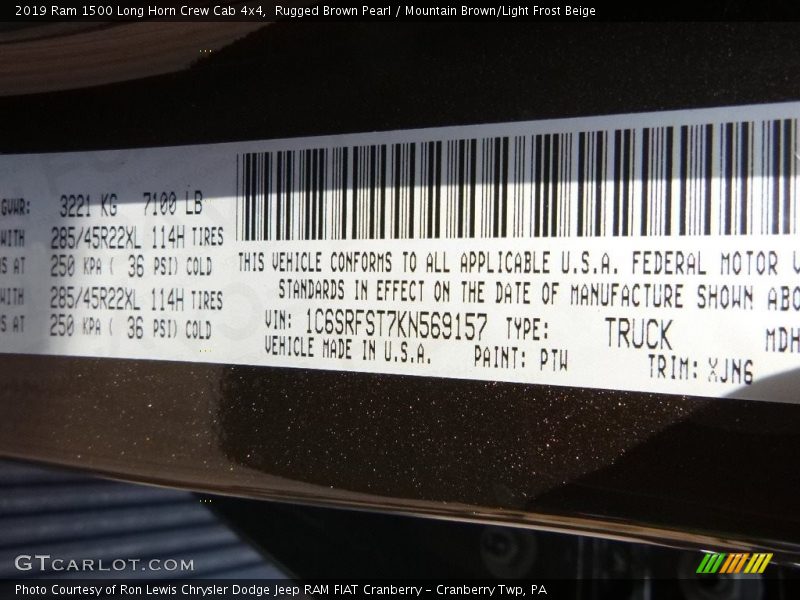 2019 Ram 1500 Long Horn Crew Cab 4x4,  Rugged Brown Pearl / Mountain Brown/Light Frost Beige
GVWR: 3221 KG 7100 LB
WITH 285/45R22XL 114H TIRES
AT 250 KPA ( 36 PSI) COLD
WITH 285/45R22XL 114H TIRES
AT 250 KPA ( 36 PSI) COLD
THIS VEHICLE CONFORMS TO ALL APPLICABLE U.S.A. FEDERAL MOTOR V
STANDARDS IN EFFECT ON THE DATE OF MANUFACTURE SHOWN ABO
VIN: 1C6SRFST7KN569157 TYPE: TRUCK MDH
VEHICLE MADE IN U.S.A. PAINT: PTW TRIM: XJN6
GTCARLOT.COM
Photo Courtesy of Ron Lewis Chrysler Dodge Jeep RAM FIAT Cranberry – Cranberry Twp, PA